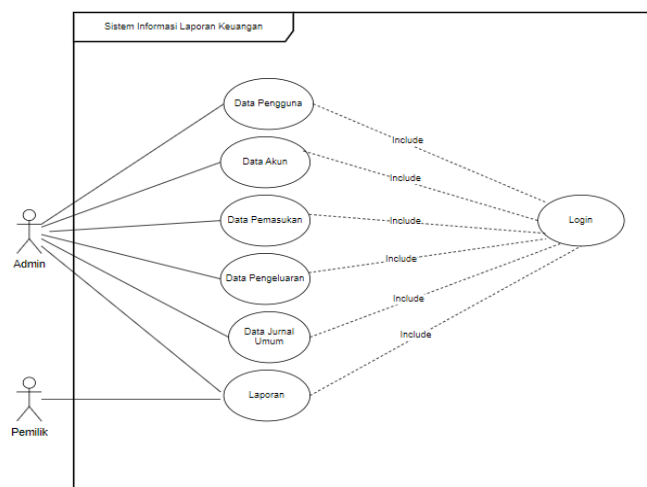 Sistem Informasi Laporan Keuangan
Data Pengguna
Include
Data Akun
Include
Data Pemasukan
Include
Login
Admin
Data Pengeluaran
Include
Include
Data Jurnal
Umum
Include
Laporan
Pemilik